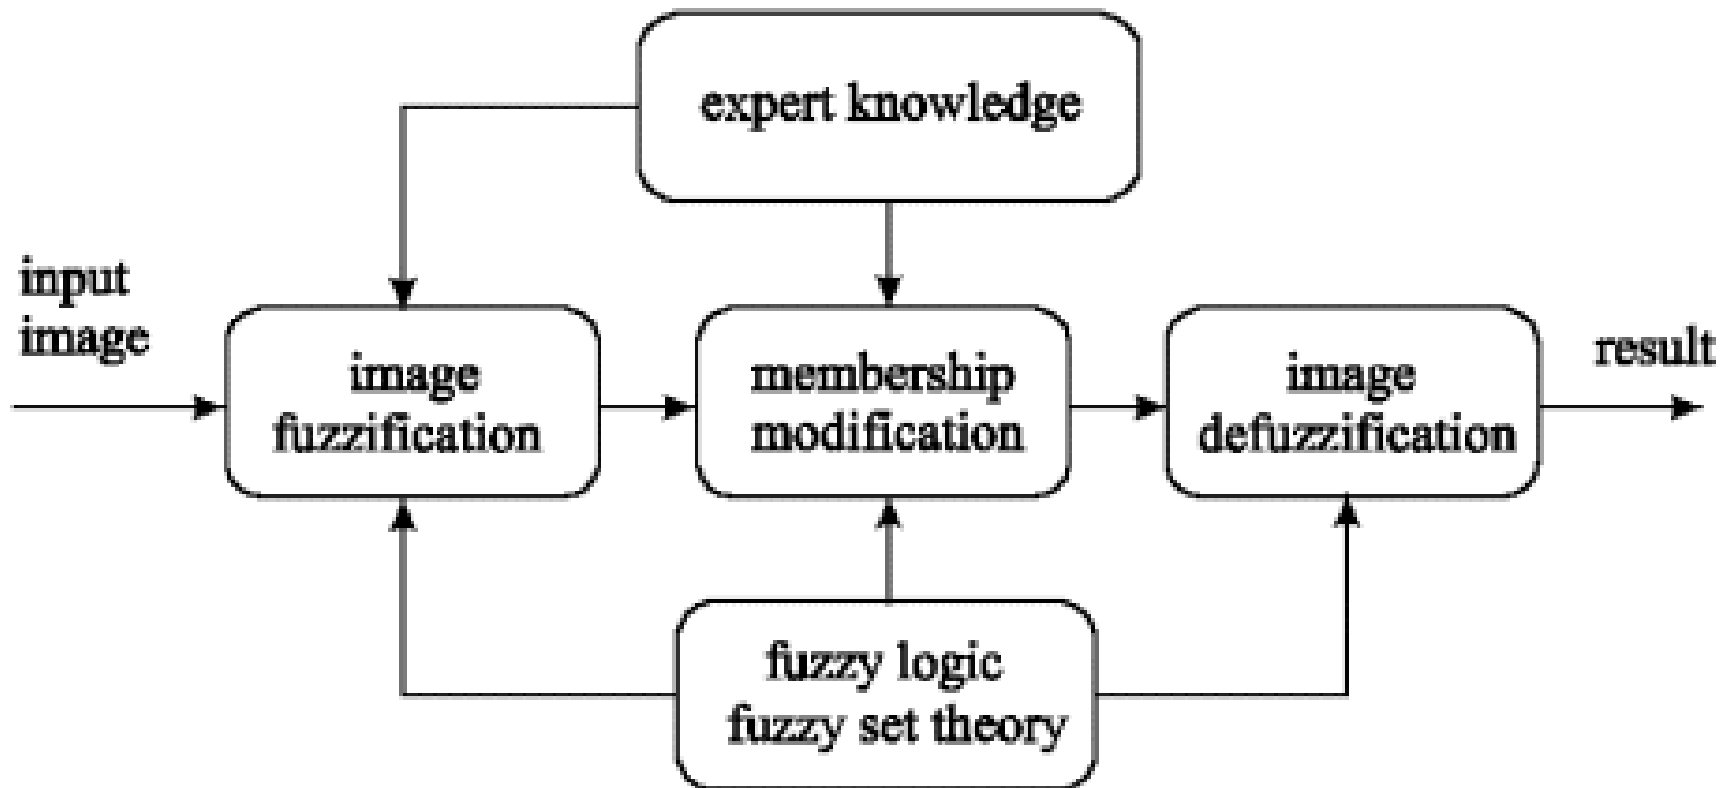 expert knowledge
input
image
image
fuzzification
membership
modification
image
defuzzification
result
fuzzy logic
fuzzy set theory